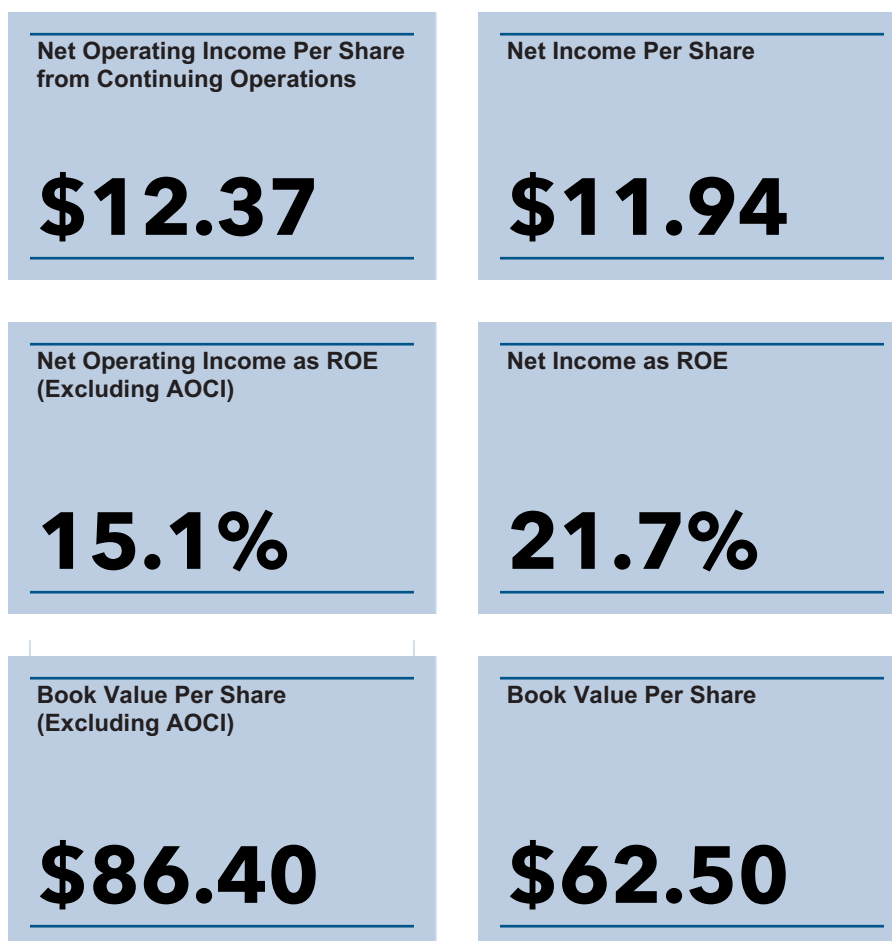 Net Operating Income Per Share
from Continuing Operations
$12.37
Net Income Per Share
$11.94
Net Operating Income as ROE
(Excluding AOCI)
15.1%
Net Income as ROE
21.7%
Book Value Per Share
(Excluding AOCI)
$86.40
Book Value Per Share
$62.50